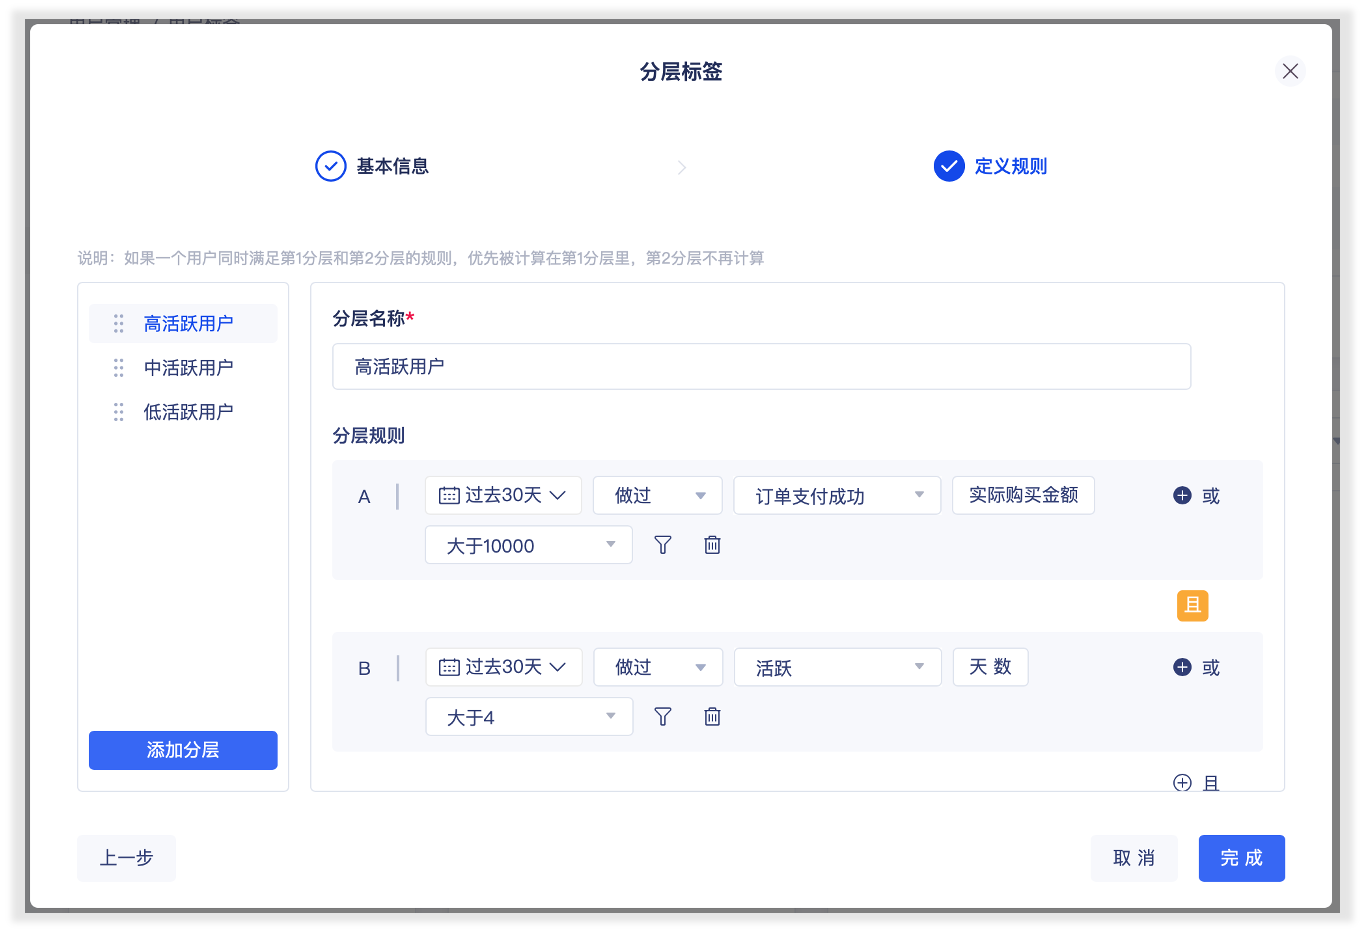 分层标签
基本信息
定义规则
说明：如果一个用户同时满足第1分层和第2分层的规则，优先被计算在第1分层里，第2分层不再计算
高活跃用户
中活跃用户
低活跃用户
添加分层
分层名称*
高活跃用户
分层规则
A 过去30天 做过 订单支付成功 实际购买金额 或
大于10000
且
B 过去30天 做过 活跃 天 数 或
大于4
且
上一步 取 消 完 成